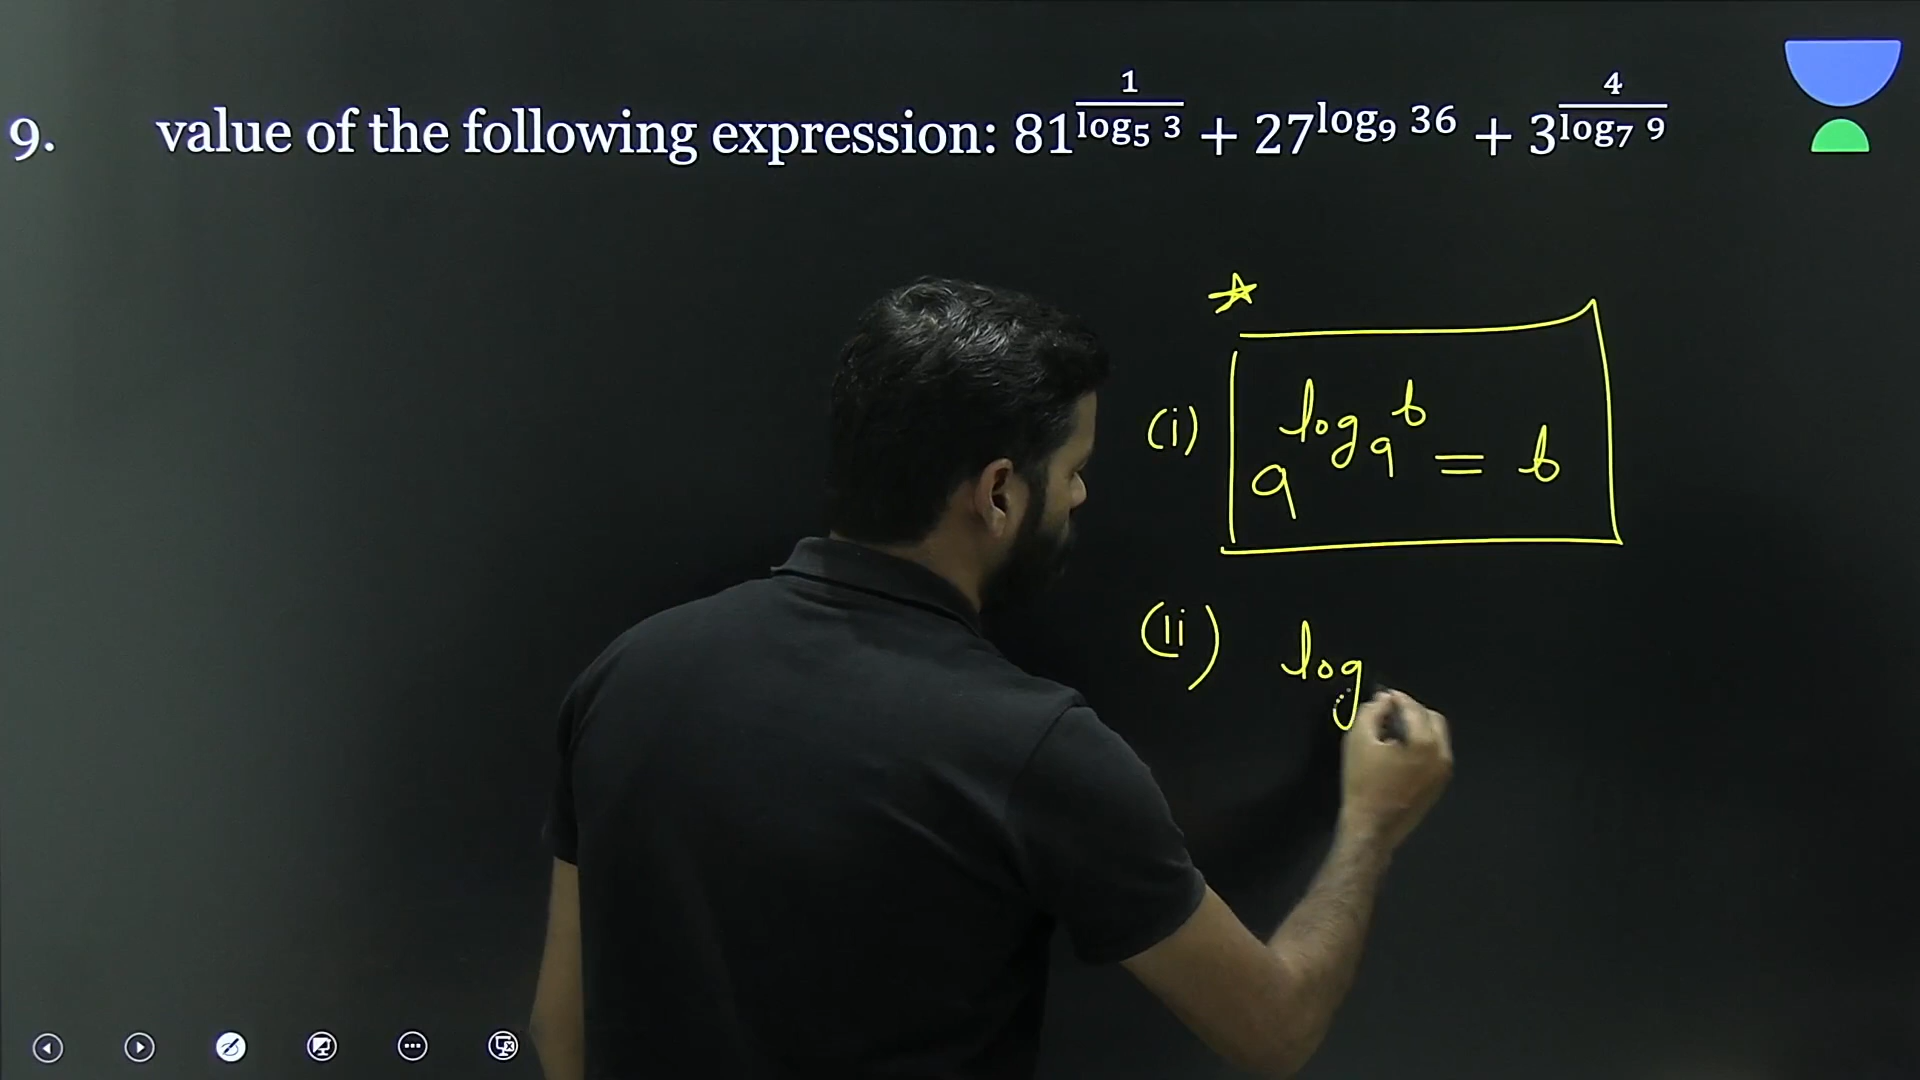 9. value of the following expression: 81^(1/log₅ 3) + 27^(log₉ 36) + 3^(4/log₇ 9)
(i) a^(logₐ b) = b
(ii) log